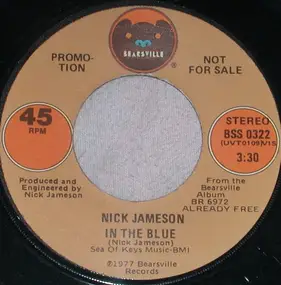 BEARSVILLE
®
PROMO-
TION
NOT
FOR SALE
45
RPM
STEREO
BSS 0322
(UVT0109)V15
3:30
Produced and
Engineered by
Nick Jameson
From the
Bearsville
Album
BR 6972
ALREADY FREE
NICK JAMESON
IN THE BLUE
(Nick Jameson)
Sea Of Keys Music-BMI
℗1977 Bearsville
Records